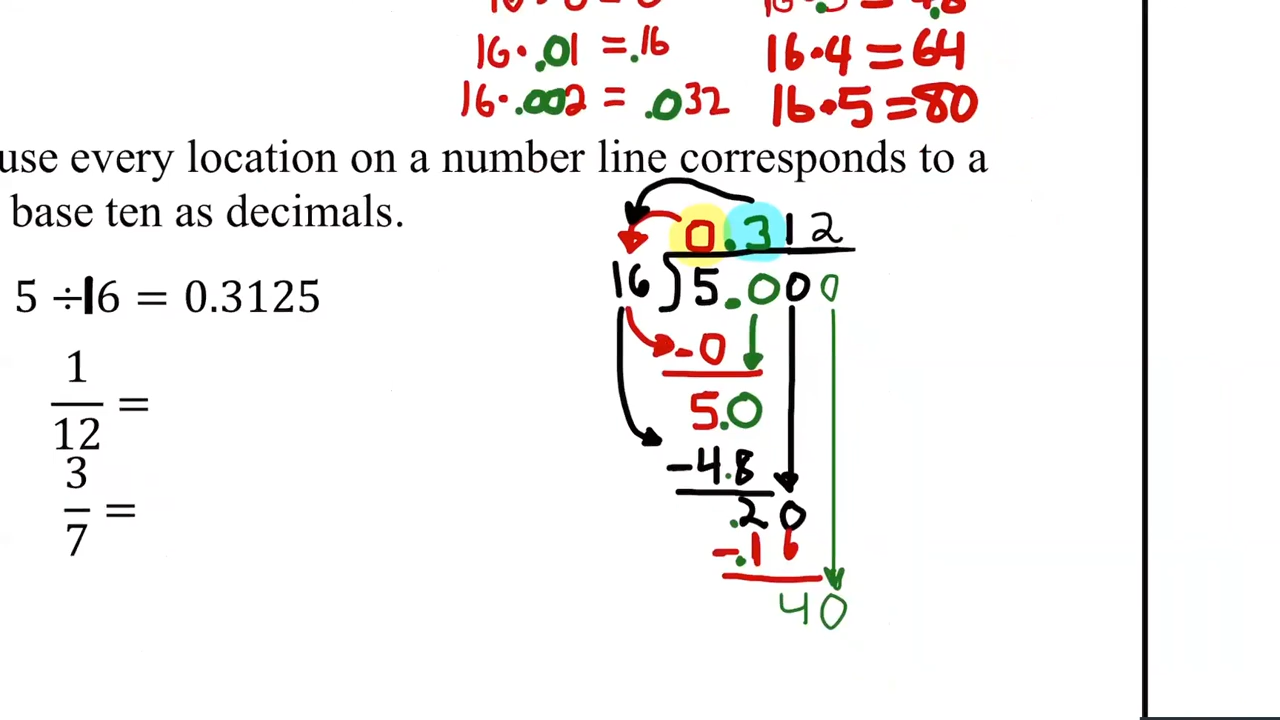 16·.01 = .16
16·4 = 64
16·.002 = .032
16·5 = 80
use every location on a number line corresponds to a
base ten as decimals.
0.312
16)5.000
5 ÷16 = 0.3125
-0
1
12 =
5.0
3
7 =
-4.8
.20
-.16
40